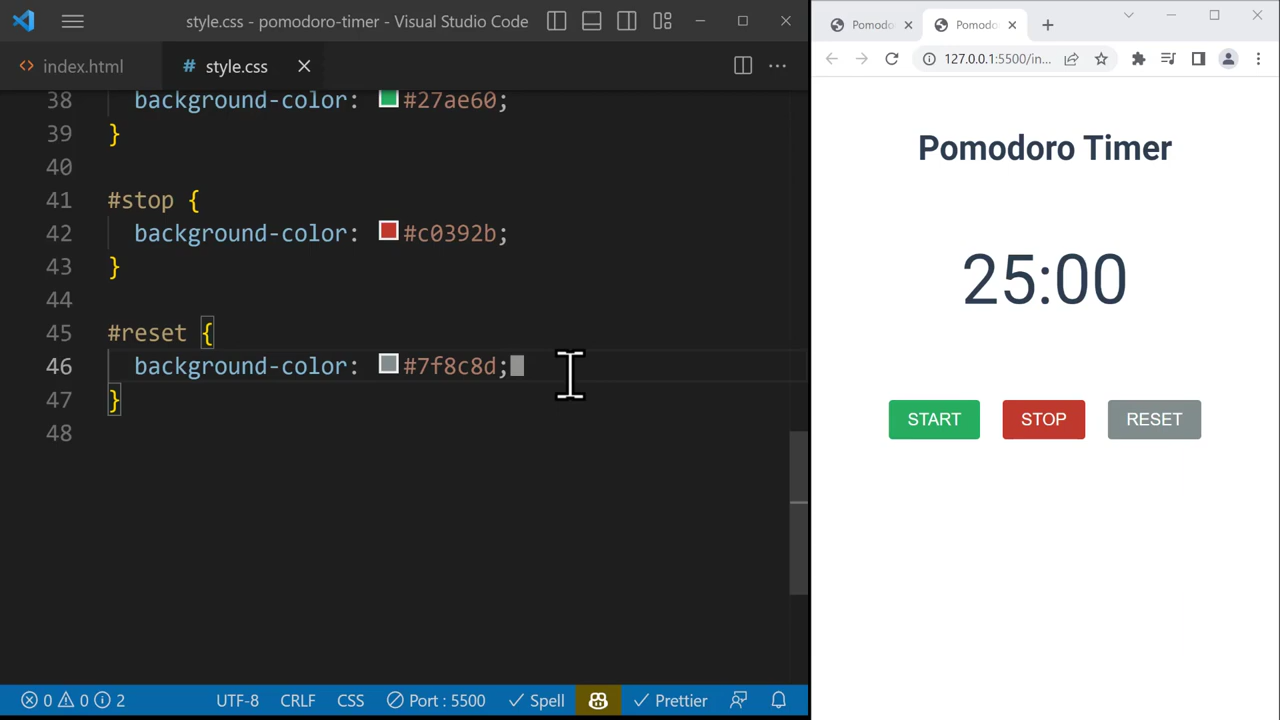 style.css - pomodoro-timer - Visual Studio Code
index.html
# style.css
38 background-color: #27ae60;
39 }
40
41 #stop {
42 background-color: #c0392b;
43 }
44
45 #reset {
46 background-color: #7f8c8d;
47 }
48
0 0 2 UTF-8 CRLF CSS Port : 5500 Spell Prettier
Pomodo
Pomodo
127.0.0.1:5500/in...
Pomodoro Timer
25:00
START STOP RESET